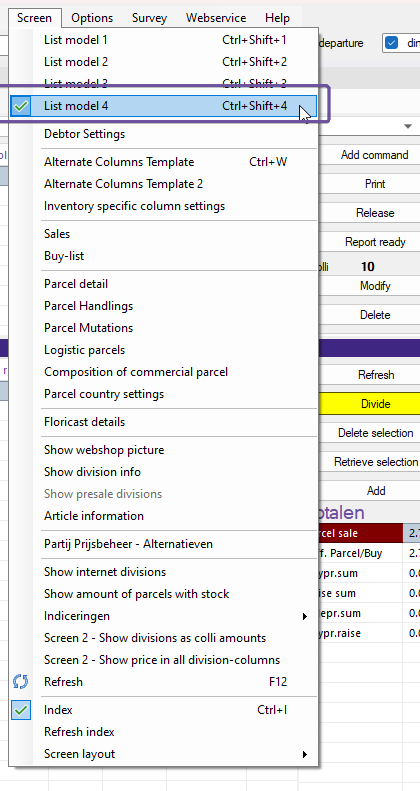 Screen Options Survey Webservice Help
List model 1 Ctrl+Shift+1
List model 2 Ctrl+Shift+2
departure
List model 3 Ctrl+Shift+3
List model 4 Ctrl+Shift+4
Debtor Settings
Alternate Columns Template Ctrl+W
Alternate Columns Template 2
Inventory specific column settings
Sales
Buy-list
Parcel detail
Parcel Handlings
Parcel Mutations
Logistic parcels
Composition of commercial parcel
Parcel country settings
Floricast details
Show webshop picture
Show division info
Show presale divisions
Article information
Partij Prijsbeheer - Alternatieven
Show internet divisions
Show amount of parcels with stock
Indiceringen
Screen 2 - Show divisions as colli amounts
Screen 2 - Show price in all division-columns
Refresh F12
Index Ctrl+I
Refresh index
Screen layout
Add command
Print
Release
Report ready
10
Modify
Delete
Refresh
Divide
Delete selection
Retrieve selection
Add
talen
rcel sale 2.
f. Parcel/Buy 2.
ypr.sum 0.0
ise sum 0.0
epr.sum 0.0
ypr.raise 0.0